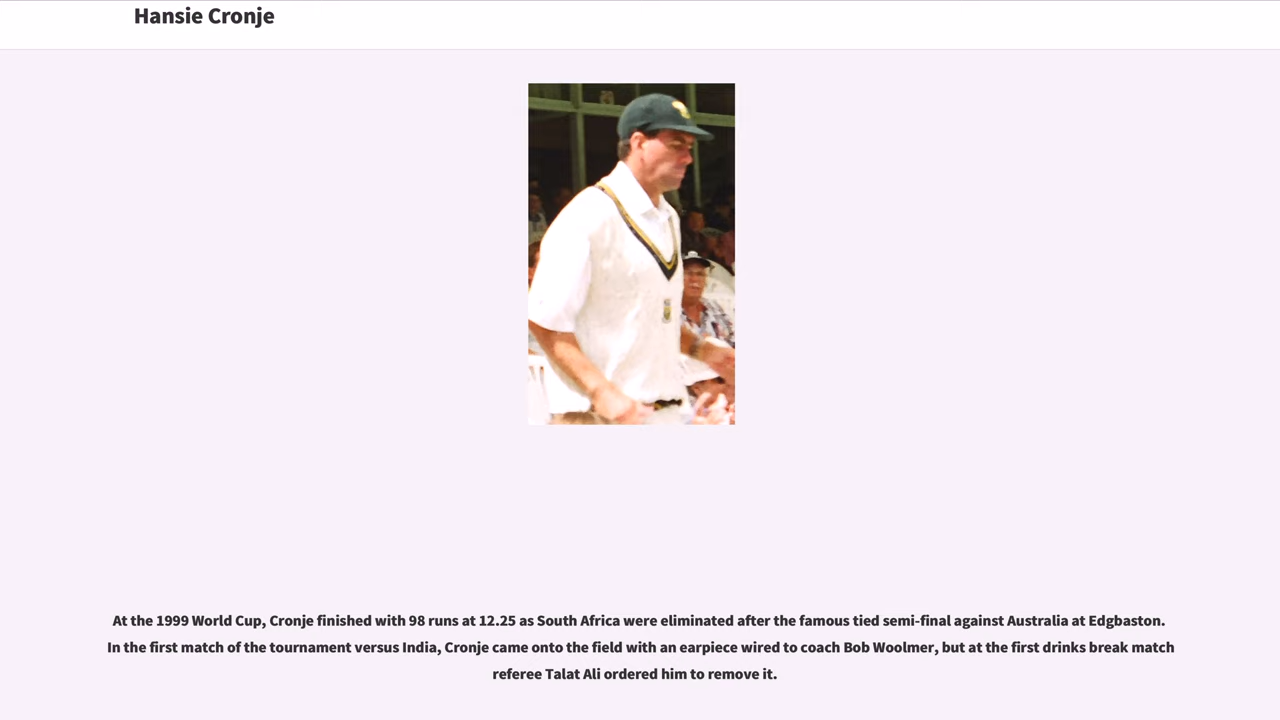 Hansie Cronje
At the 1999 World Cup, Cronje finished with 98 runs at 12.25 as South Africa were eliminated after the famous tied semi-final against Australia at Edgbaston.
In the first match of the tournament versus India, Cronje came onto the field with an earpiece wired to coach Bob Woolmer, but at the first drinks break match
referee Talat Ali ordered him to remove it.